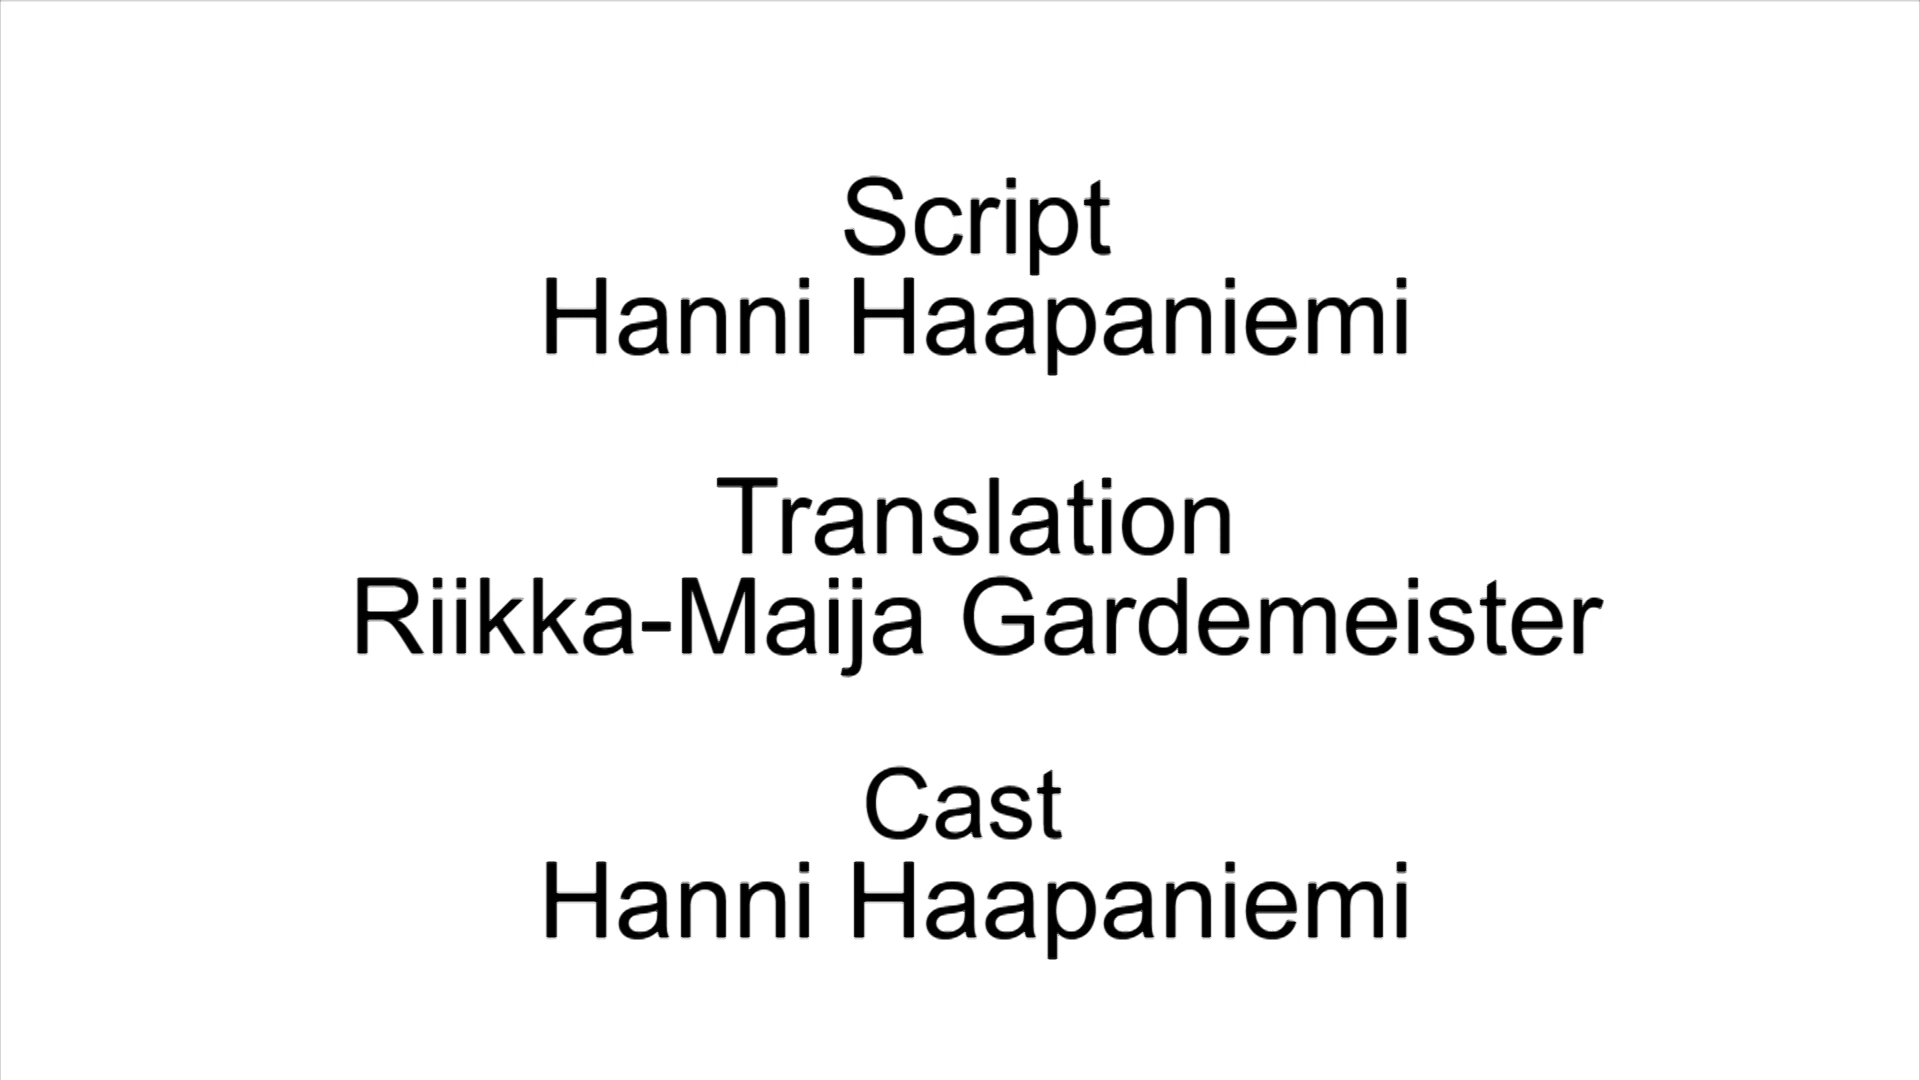 Script
Hanni Haapaniemi
Translation
Riikka-Maija Gardemeister
Cast
Hanni Haapaniemi